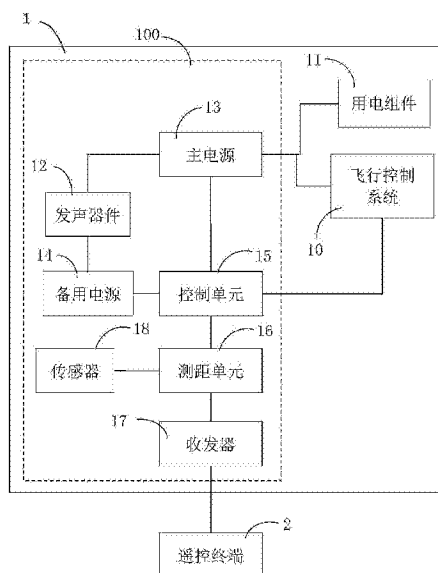 1
100
11
用电组件
13
主电源
12
发声器件
飞行控制
系统
10
14
备用电源
15
控制单元
18
传感器
16
测距单元
17
收发器
2
遥控终端